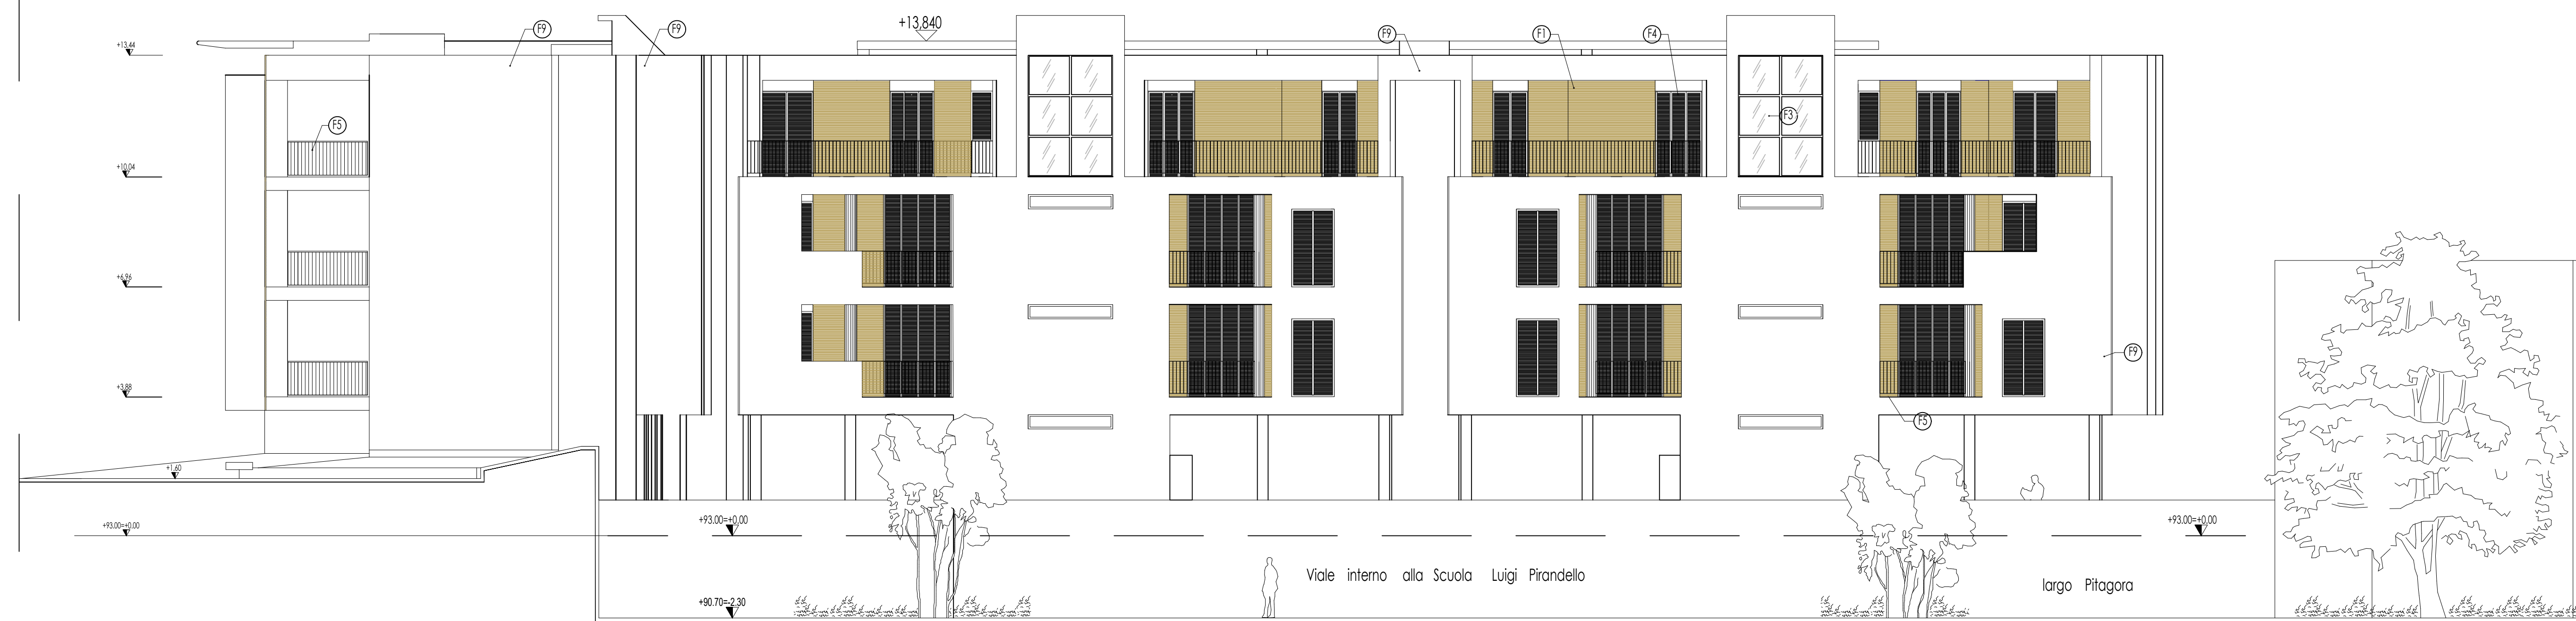 +13,840
F9
F9
F9
F1
F4
+13,44
F3
F5
+10,04
+6,96
F9
+3,88
F5
+1,60
+93.00=+0,00
+93.00=+0,00
+93.00=+0,00
Viale interno alla Scuola Luigi Pirandello
largo Pitagora
+90.70=-2.30